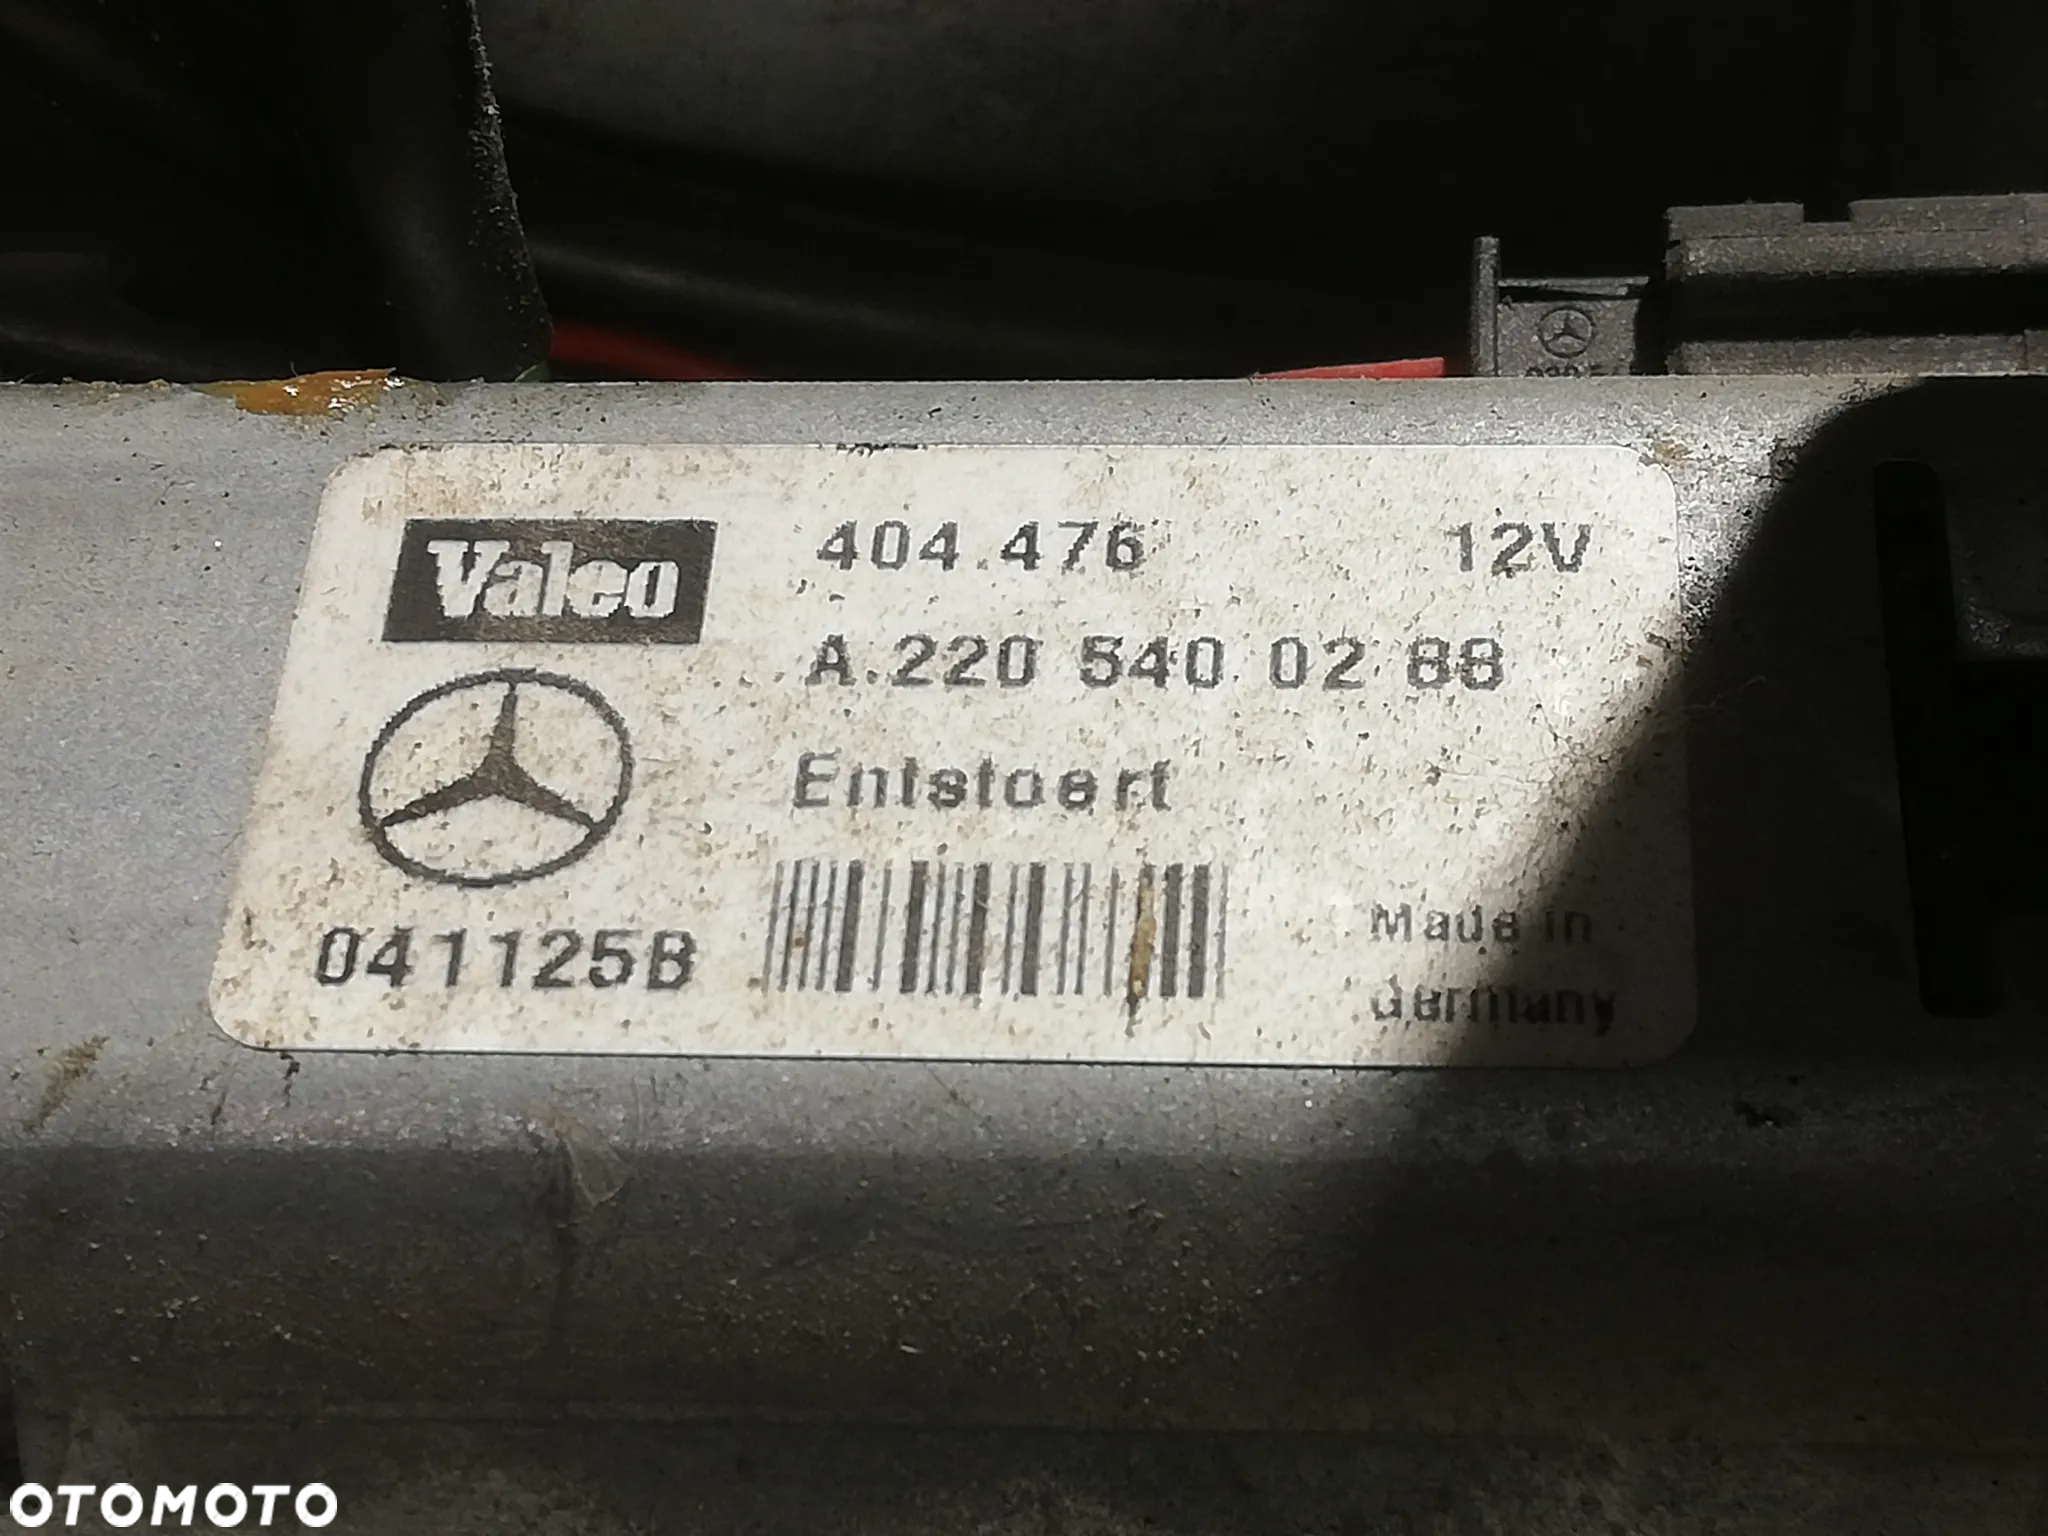 Valeo
404.476 12V
A.220 540 02 88
Entstoert
041125B
Made in
Germany
OTOMOTO